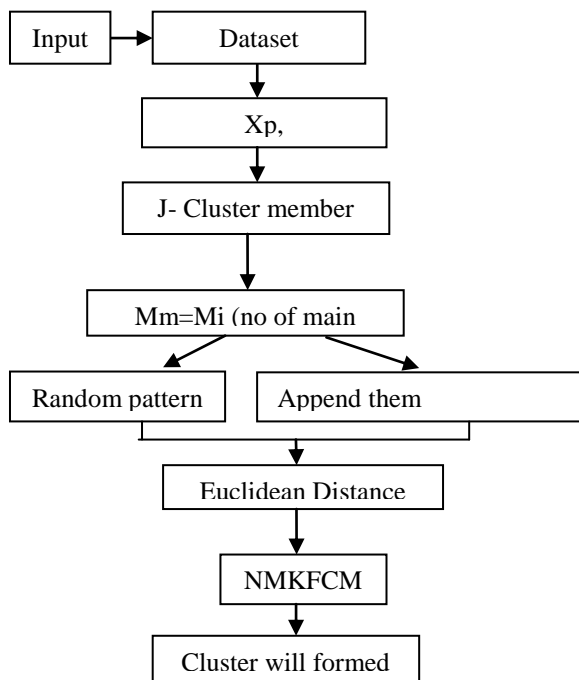 Input
Dataset
Xp,
J- Cluster member
Mm=Mi (no of main
Random pattern
Append them
Euclidean Distance
NMKFCM
Cluster will formed